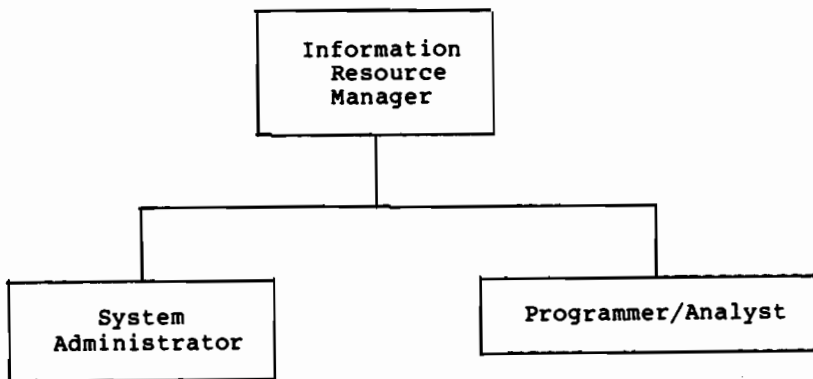 Information
Resource
Manager
System
Administrator
Programmer/Analyst